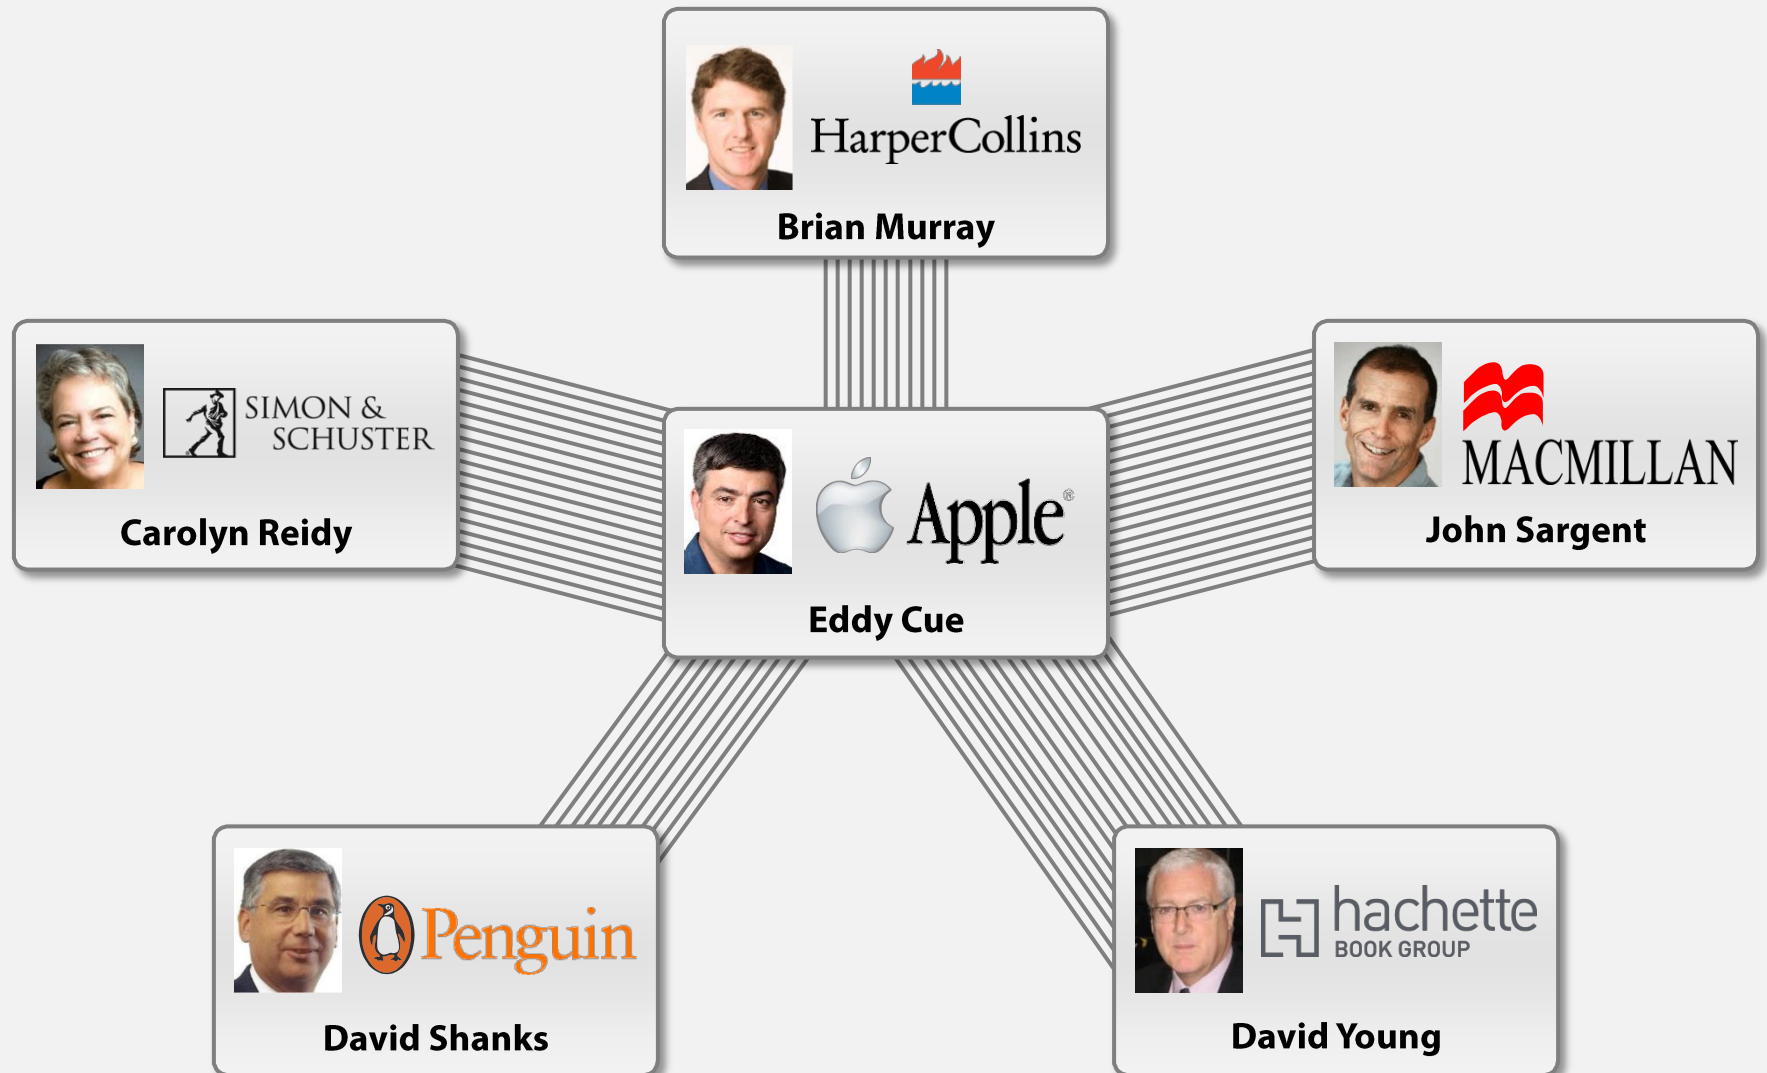 HarperCollins
Brian Murray
SIMON &
SCHUSTER
Carolyn Reidy
Apple®
Eddy Cue
MACMILLAN
John Sargent
Penguin
David Shanks
hachette
BOOK GROUP
David Young